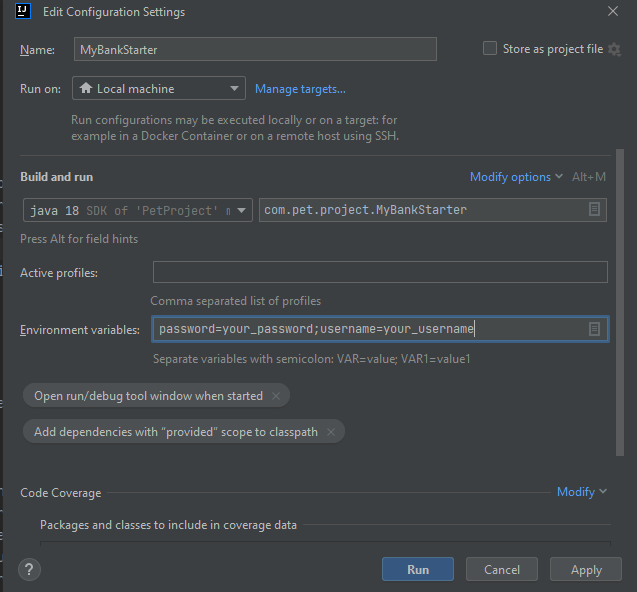 Edit Configuration Settings
Name: MyBankStarter Store as project file
Run on: Local machine Manage targets...
Run configurations may be executed locally or on a target: for
example in a Docker Container or on a remote host using SSH.
Build and run Modify options Alt+M
java 18 SDK of 'PetProject' com.pet.project.MyBankStarter
Press Alt for field hints
Active profiles:
Comma separated list of profiles
Environment variables: password=your_password;username=your_username
Separate variables with semicolon: VAR=value; VAR1=value1
Open run/debug tool window when started
Add dependencies with “provided” scope to classpath
Code Coverage Modify
Packages and classes to include in coverage data
? Run Cancel Apply